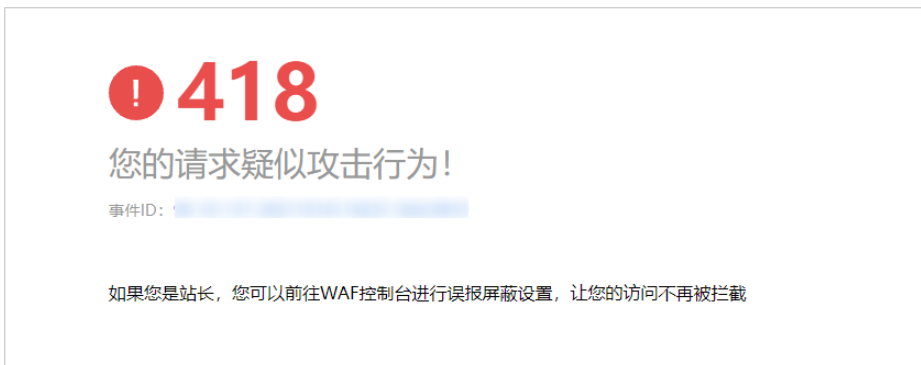 418
您的请求疑似攻击行为！
事件ID：
如果您是站长，您可以前往WAF控制台进行误报屏蔽设置，让您的访问不再被拦截